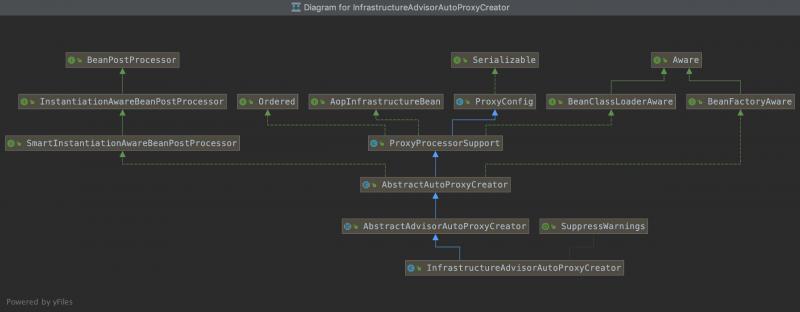 Diagram for InfrastructureAdvisorAutoProxyCreator
BeanPostProcessor
Serializable
Aware
InstantiationAwareBeanPostProcessor
Ordered
AopInfrastructureBean
ProxyConfig
BeanClassLoaderAware
BeanFactoryAware
SmartInstantiationAwareBeanPostProcessor
ProxyProcessorSupport
AbstractAutoProxyCreator
AbstractAdvisorAutoProxyCreator
SuppressWarnings
InfrastructureAdvisorAutoProxyCreator
Powered by yFiles